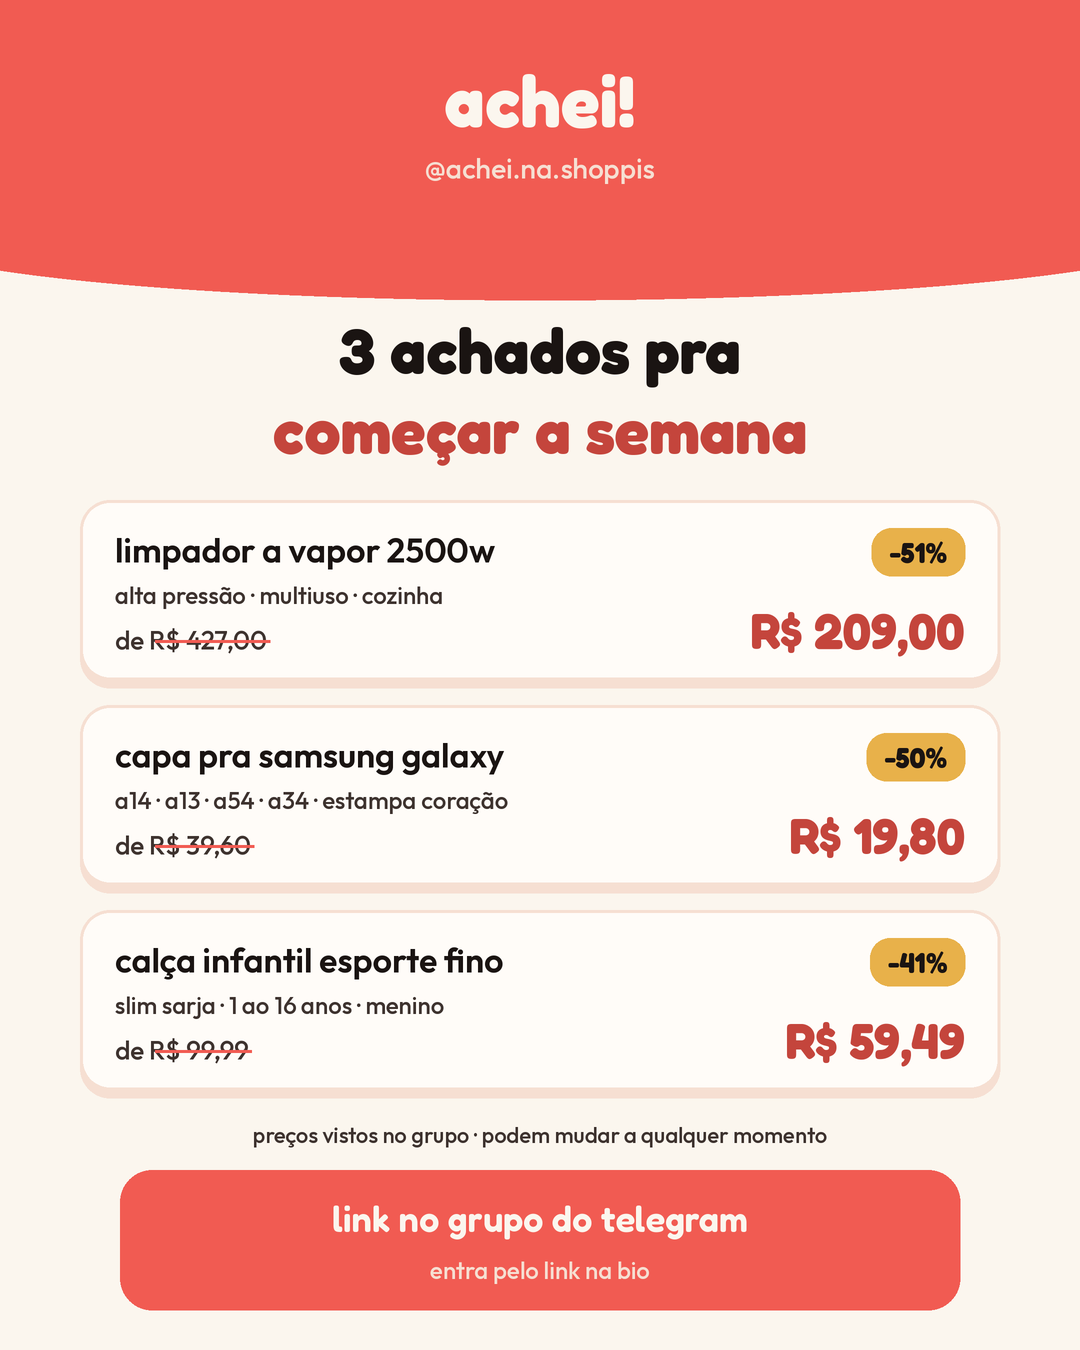 achei!
@achei.na.shoppis
3 achados pra
começar a semana
limpador a vapor 2500w
-51%
alta pressão · multiuso · cozinha
de R$ 427,00
R$ 209,00
capa pra samsung galaxy
-50%
a14 · a13 · a54 · a34 · estampa coração
de R$ 39,60
R$ 19,80
calça infantil esporte fino
-41%
slim sarja · 1 ao 16 anos · menino
de R$ 99,99
R$ 59,49
preços vistos no grupo · podem mudar a qualquer momento
link no grupo do telegram
entra pelo link na bio